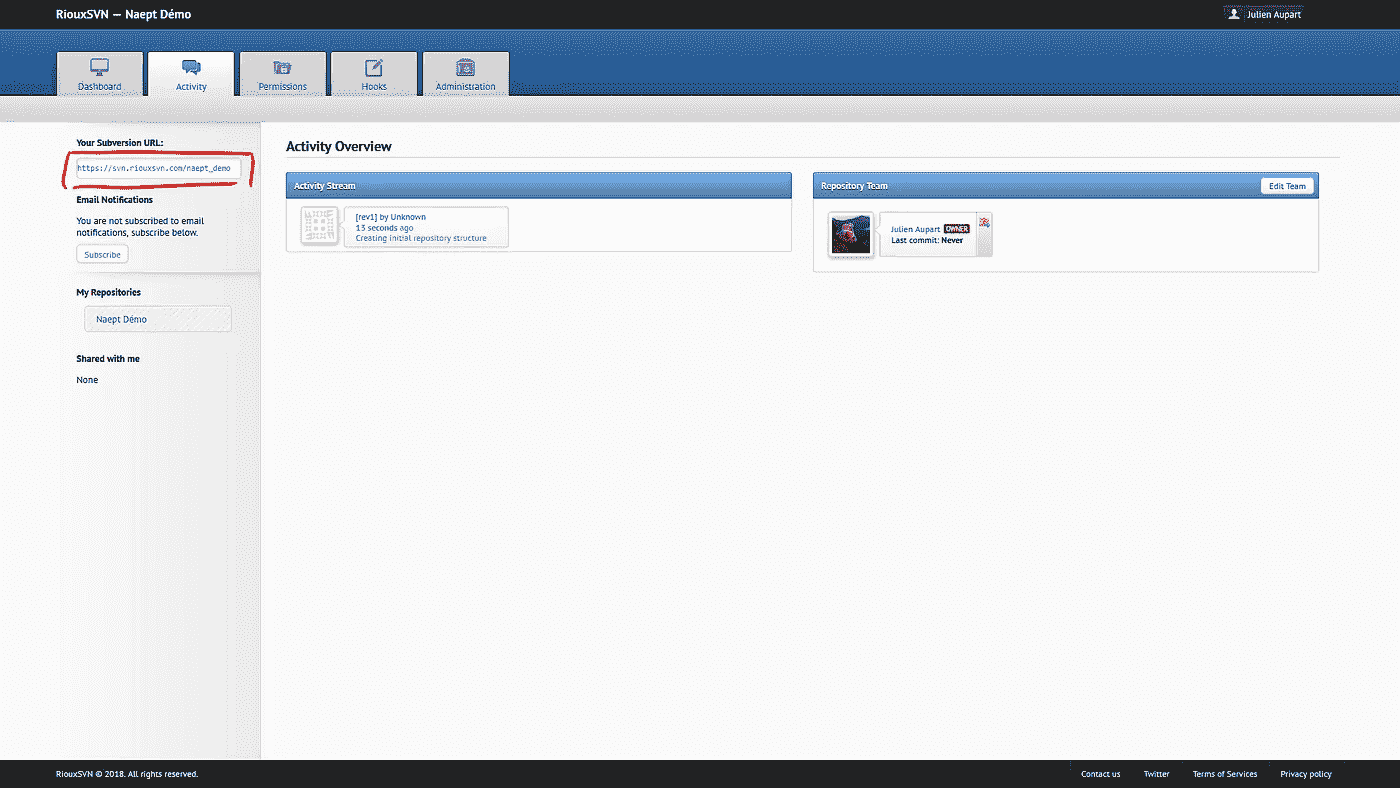 RiouxSVN — Naept Démo
Julien Aupart
Dashboard
Activity
Permissions
Hooks
Administration
Your Subversion URL:
https://svn.riouxsvn.com/naept_demo
Email Notifications
You are not subscribed to email
notifications, subscribe below.
Subscribe
My Repositories
Naept Démo
Shared with me
None
Activity Overview
Activity Stream
[rev1] by Unknown
13 seconds ago
Creating initial repository structure
Repository Team
Edit Team
Julien Aupart OWNER
Last commit: Never
RiouxSVN © 2018. All rights reserved.
Contact us
Twitter
Terms of Services
Privacy policy